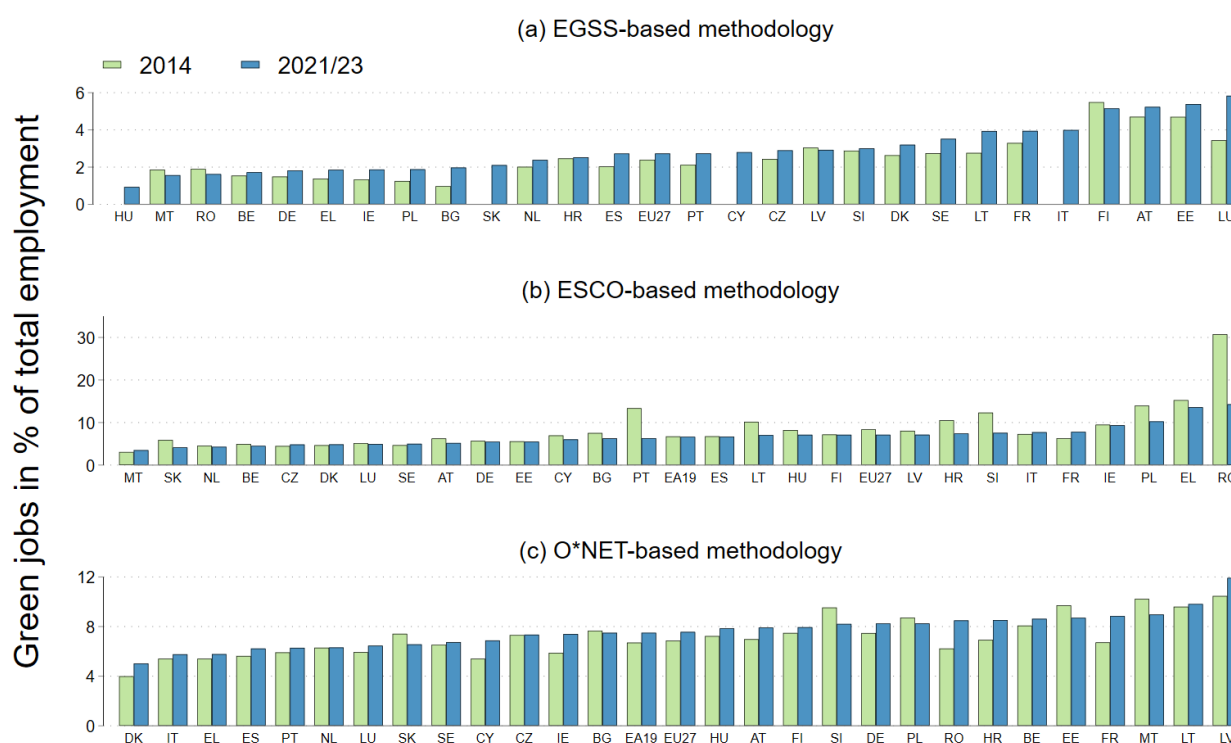 (a) EGSS-based methodology
2014 2021/23
Green jobs in % of total employment
6
4
2
0
HU MT RO BE DE EL IE PL BG SK NL HR ES EU27 PT CY CZ LV SI DK SE LT FR IT FI AT EE LU
(b) ESCO-based methodology
30
20
10
0
MT SK NL BE CZ DK LU SE AT DE EE CY BG PT EA19 ES LT HU FI EU27 LV HR SI IT FR IE PL EL RO
(c) O*NET-based methodology
12
8
4
0
DK IT EL ES PT NL LU SK SE CY CZ IE BG EA19 EU27 HU AT FI SI DE PL RO HR BE EE FR MT LT LV